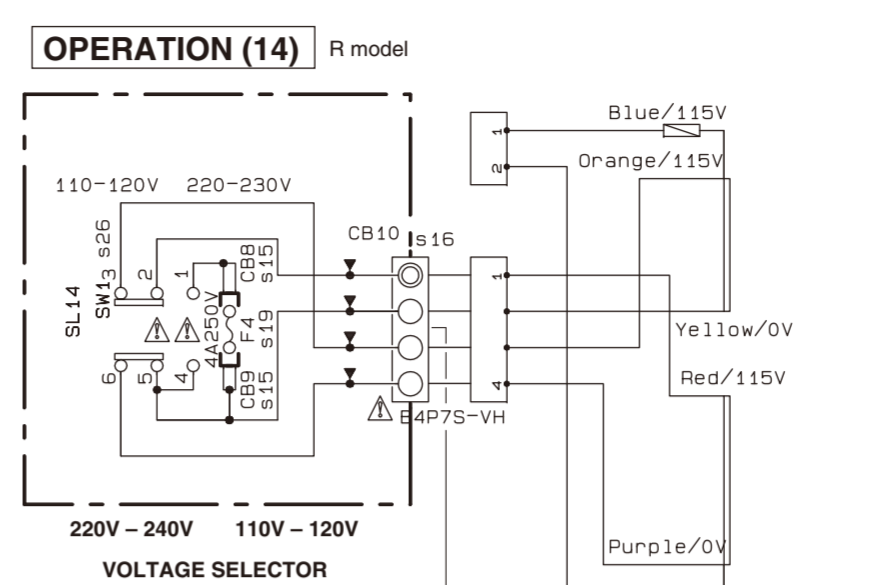 OPERATION (14) R model
Blue/115V
1
2
Orange/115V
110-120V 220-230V
CB10 s16
SL14
SW1 s26
3 2 1
CB8 s15
4A250V
F4 s19
CB9 s15
6 5 4
1
4
Yellow/0V
Red/115V
B4P7S-VH
Purple/0V
220V – 240V 110V – 120V
VOLTAGE SELECTOR